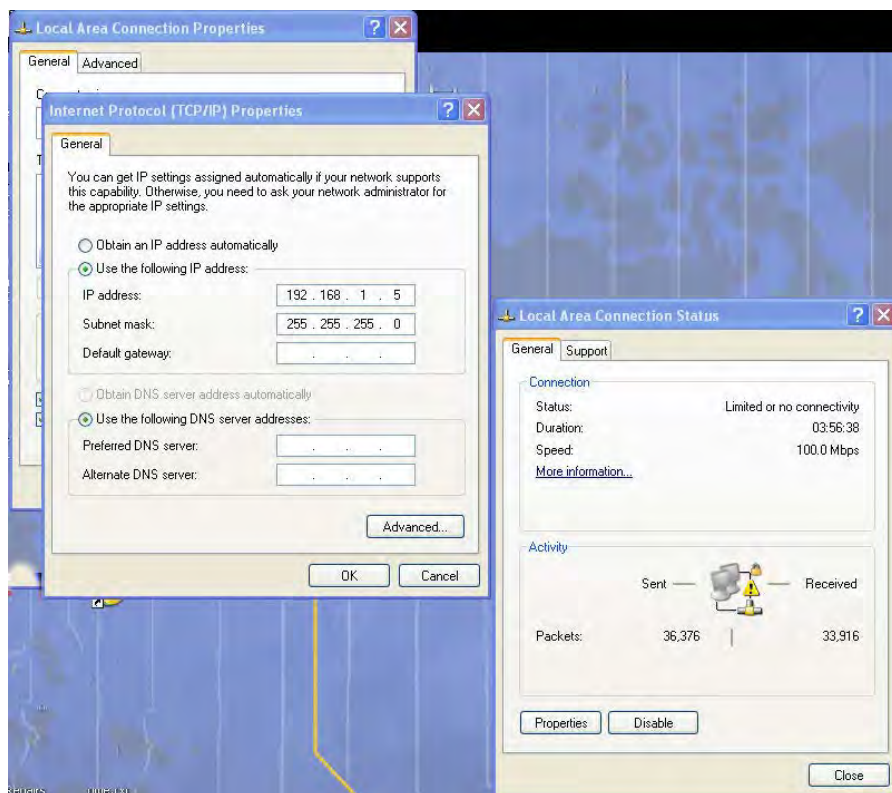 Local Area Connection Properties
General Advanced
Internet Protocol (TCP/IP) Properties
General
You can get IP settings assigned automatically if your network supports
this capability. Otherwise, you need to ask your network administrator for
the appropriate IP settings.
Obtain an IP address automatically
Use the following IP address:
IP address: 192 . 168 . 1 . 5
Subnet mask: 255 . 255 . 255 . 0
Default gateway: . . .
Obtain DNS server address automatically
Use the following DNS server addresses:
Preferred DNS server: . . .
Alternate DNS server: . . .
Advanced...
OK Cancel
Local Area Connection Status
General Support
Connection
Status: Limited or no connectivity
Duration: 03:56:38
Speed: 100.0 Mbps
More information...
Activity
Sent — — Received
Packets: 36,376 | 33,916
Properties Disable
Close